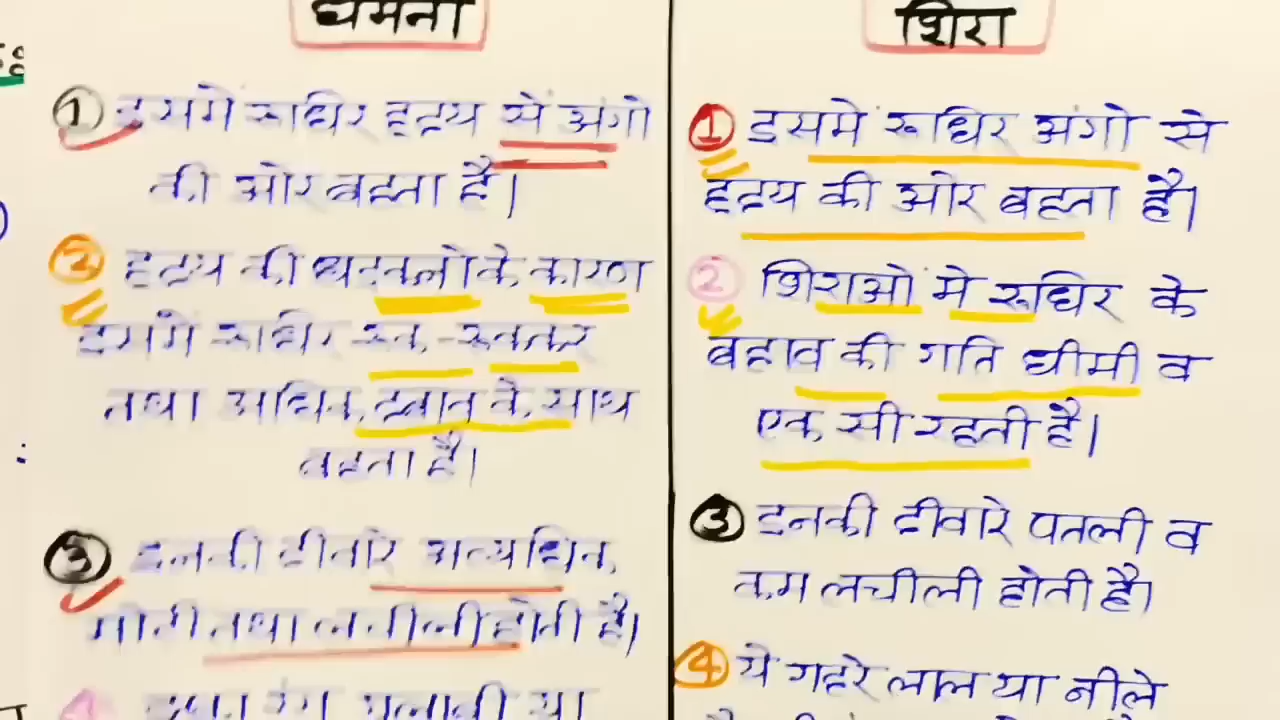 धमनी
① इसमें रुधिर हृदय से अंगो
की ओर बहता है।
② हृदय की धड़कनों के कारण
इसमें रुधिर रुक-रुककर
तथा अधिक दबाव के साथ
बहता है।
③ इनकी दीवारे अत्यधिक
मोटी तथा लचीली होती है।
④ इनका रंग गुलाबी या
शिरा
① इसमें रुधिर अंगो से
हृदय की ओर बहता है।
② शिराओं में रुधिर के
बहाव की गति धीमी व
एक सी रहती है।
③ इनकी दीवारे पतली व
कम लचीली होती है।
④ ये गहरे लाल या नीले